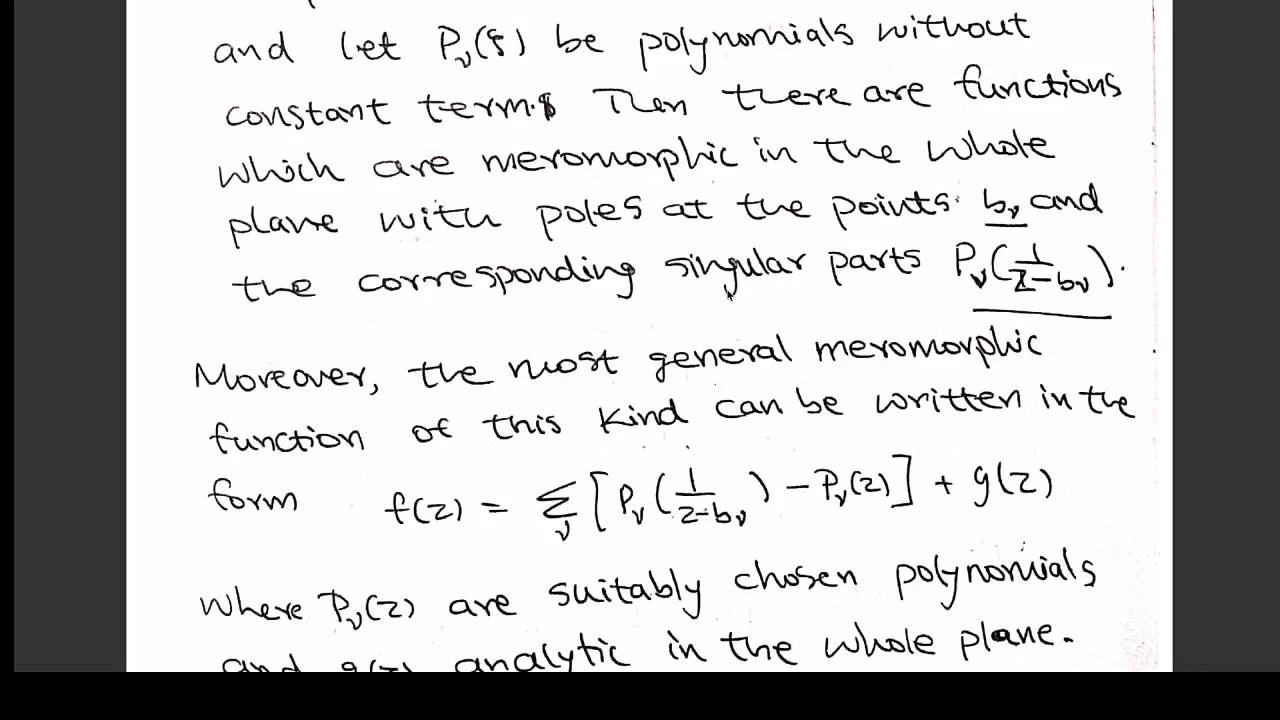 and let Pν(ζ) be polynomials without
constant terms. Then there are functions
which are meromorphic in the whole
plane with poles at the points bν and
the corresponding singular parts Pν(1/(z-bν)).
Moreover, the most general meromorphic
function of this kind can be written in the
form f(z) = Σν [Pν(1/(z-bν)) - Pν(z)] + g(z)
where Pν(z) are suitably chosen polynomials
and g(z) analytic in the whole plane.